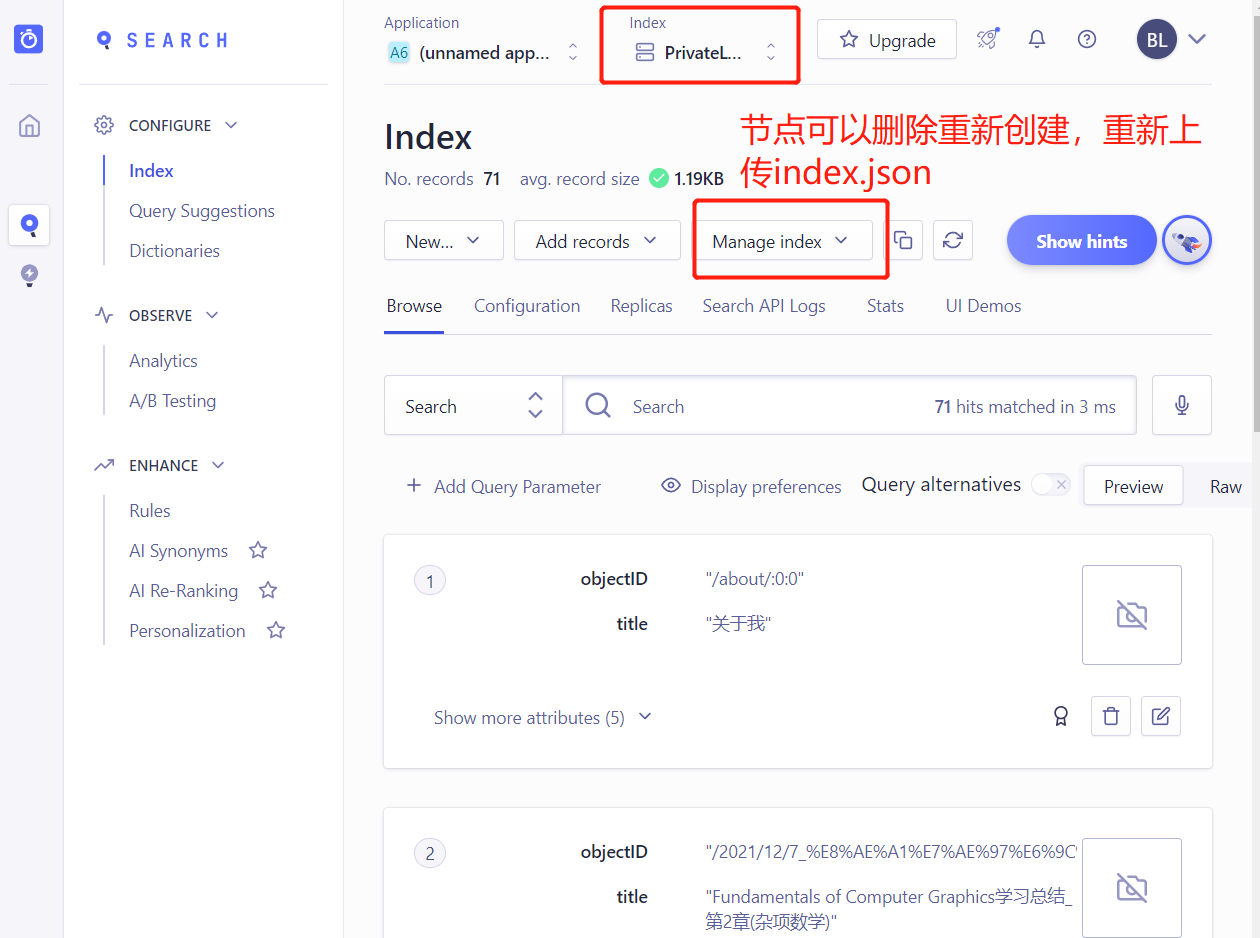 Application
Index
SEARCH
A6 (unnamed app...
PrivateL...
Upgrade
BL
CONFIGURE
Index
Query Suggestions
Dictionaries
OBSERVE
Analytics
A/B Testing
ENHANCE
Rules
AI Synonyms
AI Re-Ranking
Personalization
Index
节点可以删除重新创建，重新上
传index.json
No. records 71 avg. record size 1.19KB
New...
Add records
Manage index
Show hints
Browse
Configuration
Replicas
Search API Logs
Stats
UI Demos
Search
Search
71 hits matched in 3 ms
Add Query Parameter
Display preferences
Query alternatives
Preview
Raw
1
objectID
"/about/:0:0"
title
"关于我"
Show more attributes (5)
2
objectID
"/2021/12/7_%E8%AE%A1%E7%AE%97%E6%9C
title
"Fundamentals of Computer Graphics学习总结_
第2章(杂项数学)"